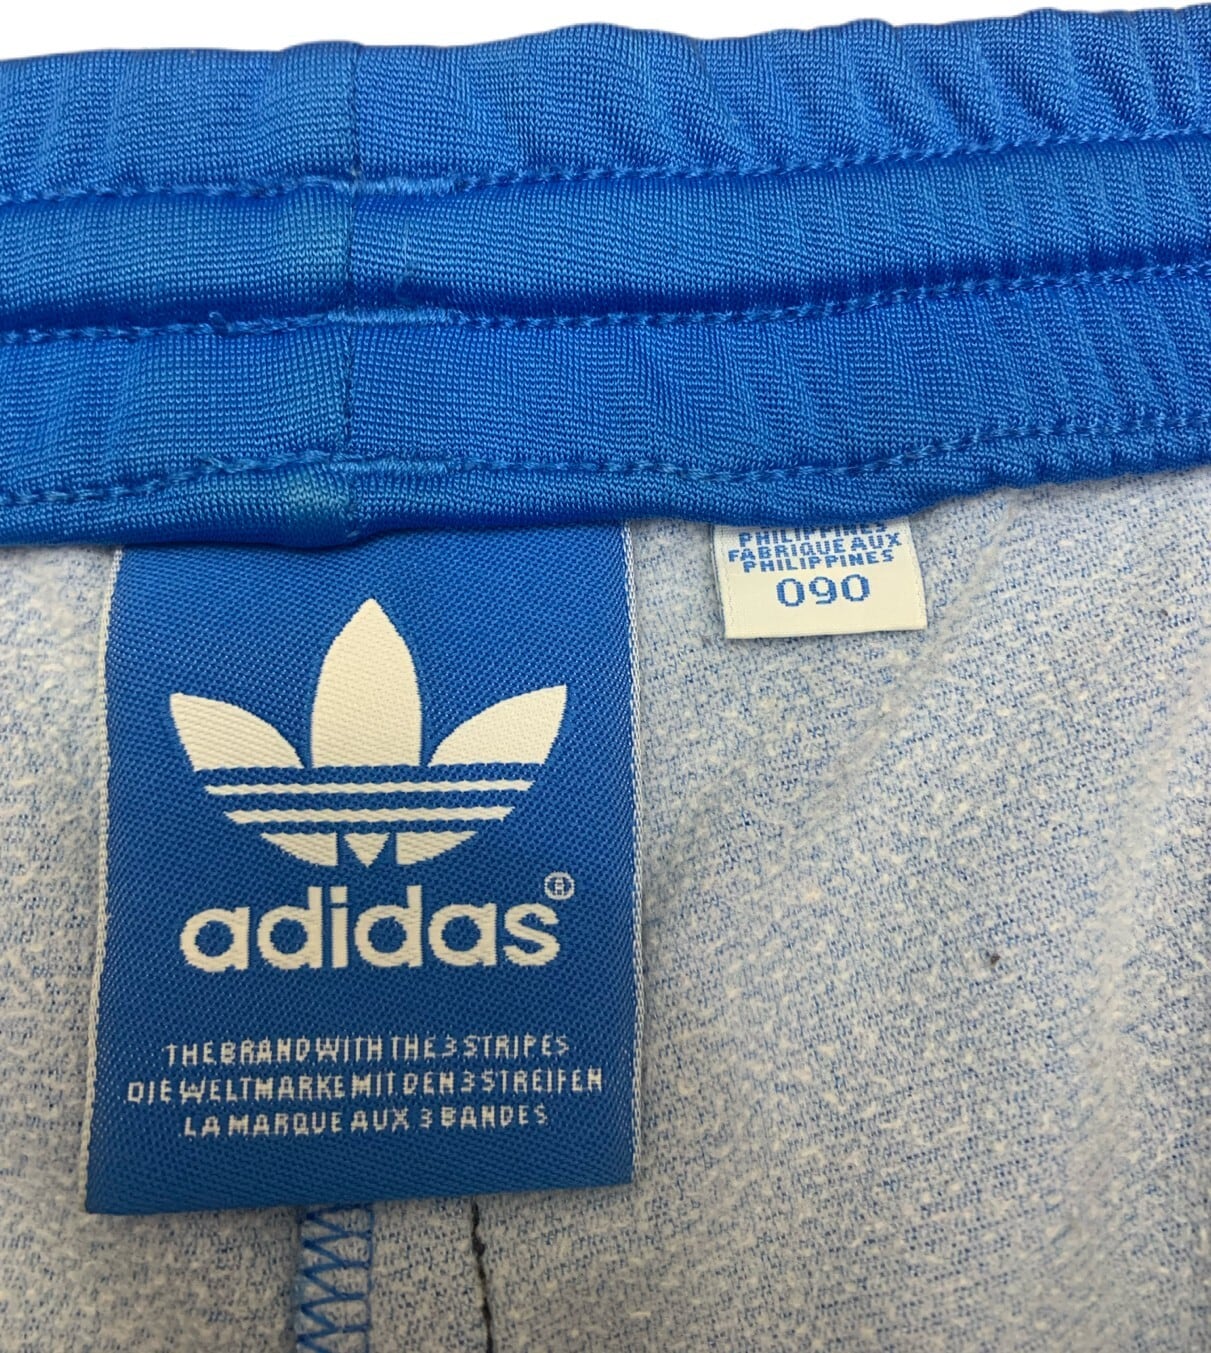 PHILIPPINES
FABRIQUE AUX
PHILIPPINES
090
adidas®
THE BRAND WITH THE 3 STRIPES
DIE WELTMARKE MIT DEN 3 STREIFEN
LA MARQUE AUX 3 BANDES